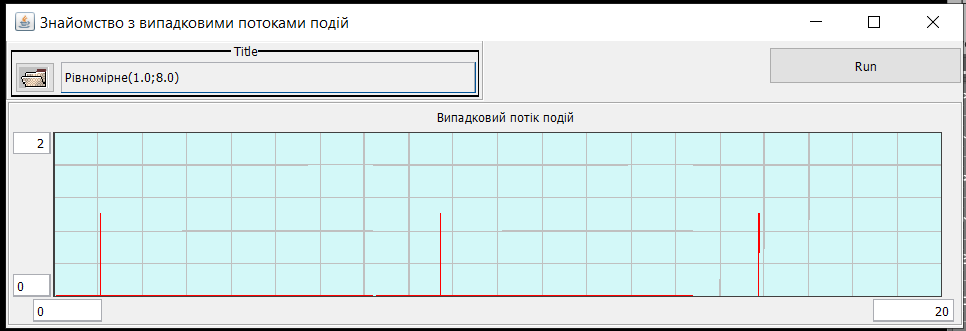 Знайомство з випадковими потоками подій
Title
Рівномірне(1.0;8.0)
Run
Випадковий потік подій
2
0
0
20